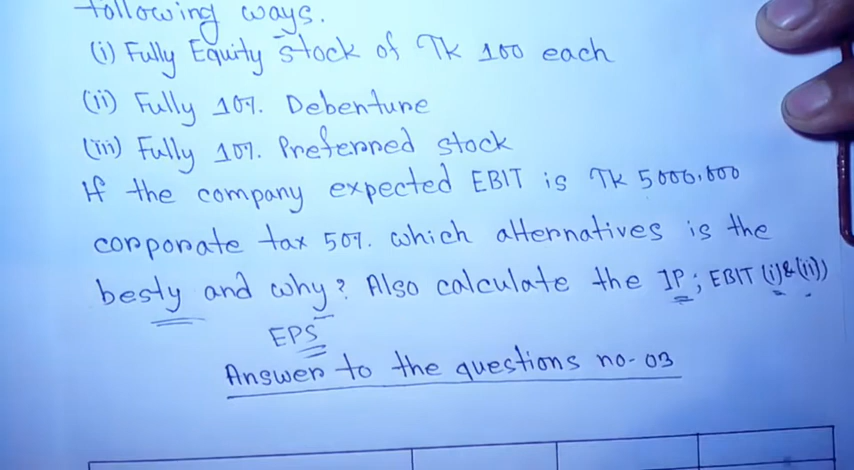 following ways.
(i) Fully Equity stock of Tk 100 each
(ii) Fully 10%. Debenture
(iii) Fully 10%. Preferred stock
If the company expected EBIT is Tk 5000,000
corporate tax 50%. which alternatives is the
besty and why? Also calculate the IP; EBIT (i)&(ii))
EPS
Answer to the questions no- 03